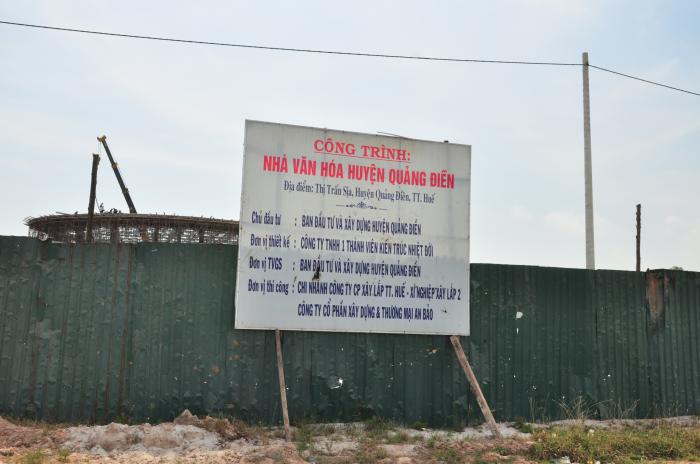 CÔNG TRÌNH:
NHÀ VĂN HÓA HUYỆN QUẢNG ĐIỀN
Địa điểm: Thị Trấn Sịa, Huyện Quảng Điền, TT. Huế
Chủ đầu tư : BAN ĐẦU TƯ VÀ XÂY DỰNG HUYỆN QUẢNG ĐIỀN
Đơn vị thiết kế : CÔNG TY TNHH 1 THÀNH VIÊN KIẾN TRÚC NHIỆT ĐỚI
Đơn vị TVGS : BAN ĐẦU TƯ VÀ XÂY DỰNG HUYỆN QUẢNG ĐIỀN
Đơn vị thi công : CHI NHÁNH CÔNG TY CP XÂY LẮP TT. HUẾ - XÍ NGHIỆP XÂY LẮP 2
CÔNG TY CỔ PHẦN XÂY DỰNG & THƯƠNG MẠI AN BẢO